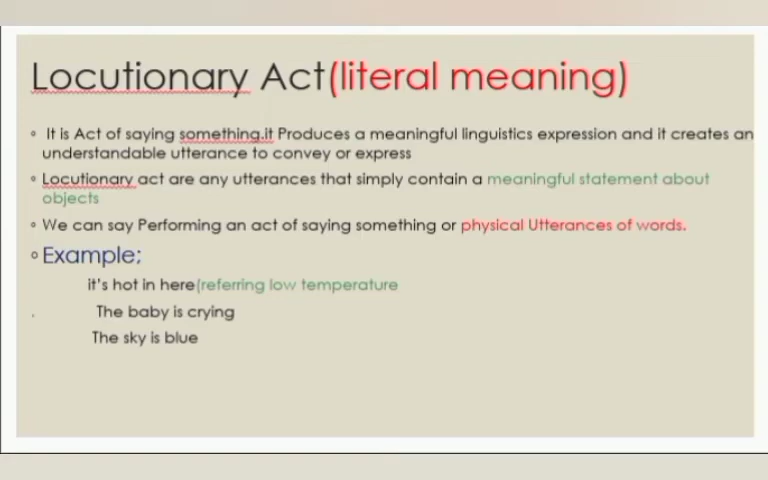 Locutionary Act(literal meaning)
◦ It is Act of saying something.it Produces a meaningful linguistics expression and it creates an
understandable utterance to convey or express
◦ Locutionary act are any utterances that simply contain a meaningful statement about
objects
◦ We can say Performing an act of saying something or physical Utterances of words.
◦ Example;
it's hot in here(referring low temperature
. The baby is crying
The sky is blue